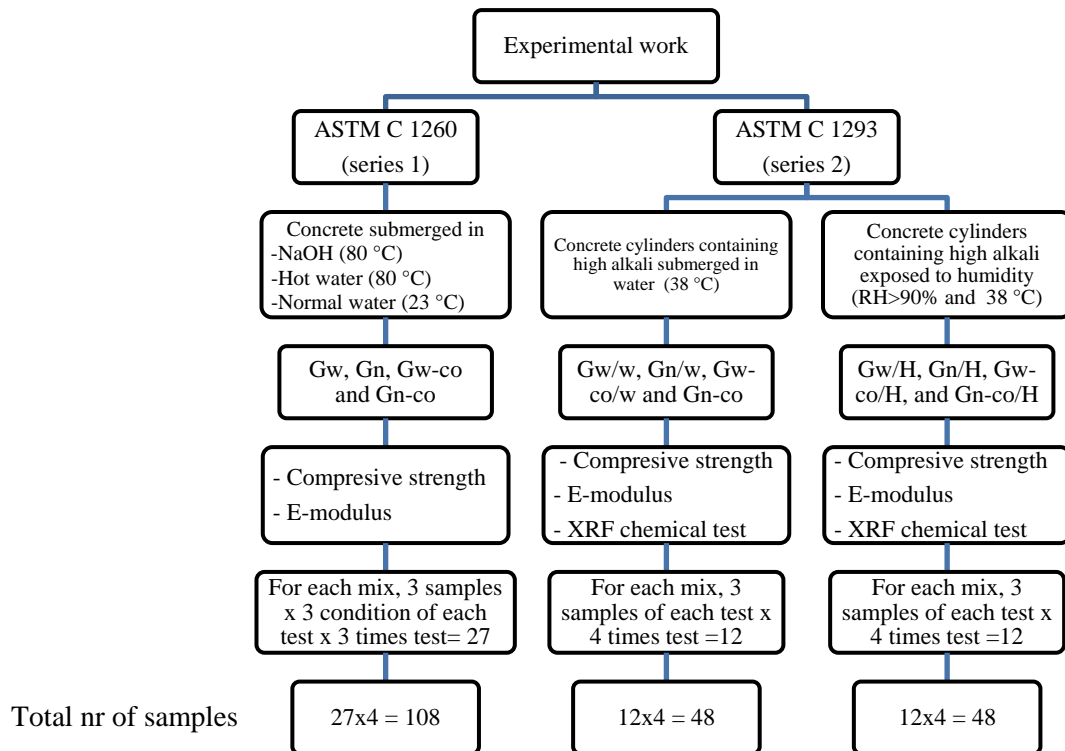 Experimental work
ASTM C 1260
(series 1)
ASTM C 1293
(series 2)
Concrete submerged in
-NaOH (80 °C)
-Hot water (80 °C)
-Normal water (23 °C)
Concrete cylinders containing
high alkali submerged in
water (38 °C)
Concrete cylinders
containing high alkali
exposed to humidity
(RH>90% and 38 °C)
Gw, Gn, Gw-co
and Gn-co
Gw/w, Gn/w, Gw-
co/w and Gn-co
Gw/H, Gn/H, Gw-
co/H, and Gn-co/H
- Compresive strength
- E-modulus
- Compresive strength
- E-modulus
- XRF chemical test
- Compresive strength
- E-modulus
- XRF chemical test
For each mix, 3 samples
x 3 condition of each
test x 3 times test= 27
For each mix, 3
samples of each test x
4 times test =12
For each mix, 3
samples of each test x
4 times test =12
Total nr of samples
27x4 = 108
12x4 = 48
12x4 = 48